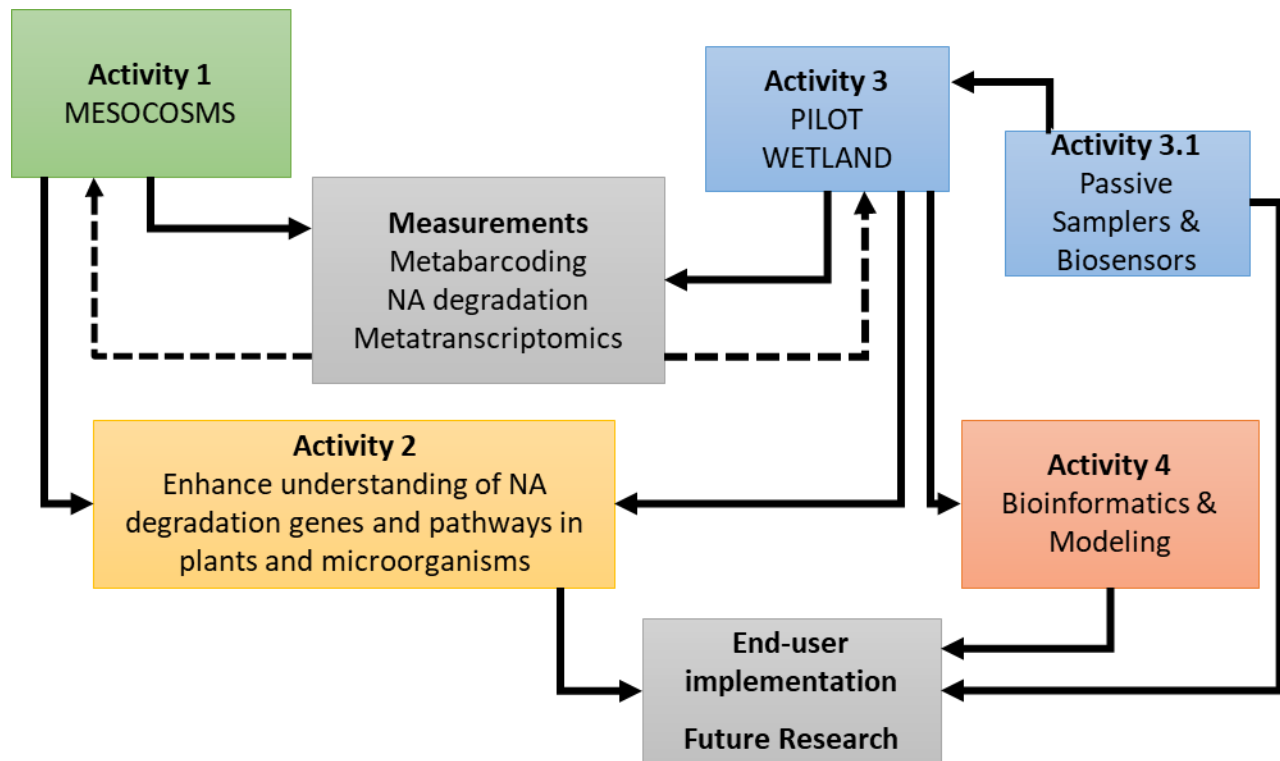 Activity 1
MESOCOSMS
Activity 3
PILOT
WETLAND
Activity 3.1
Passive
Samplers &
Biosensors
Measurements
Metabarcoding
NA degradation
Metatranscriptomics
Activity 2
Enhance understanding of NA
degradation genes and pathways in
plants and microorganisms
Activity 4
Bioinformatics &
Modeling
End-user
implementation
Future Research